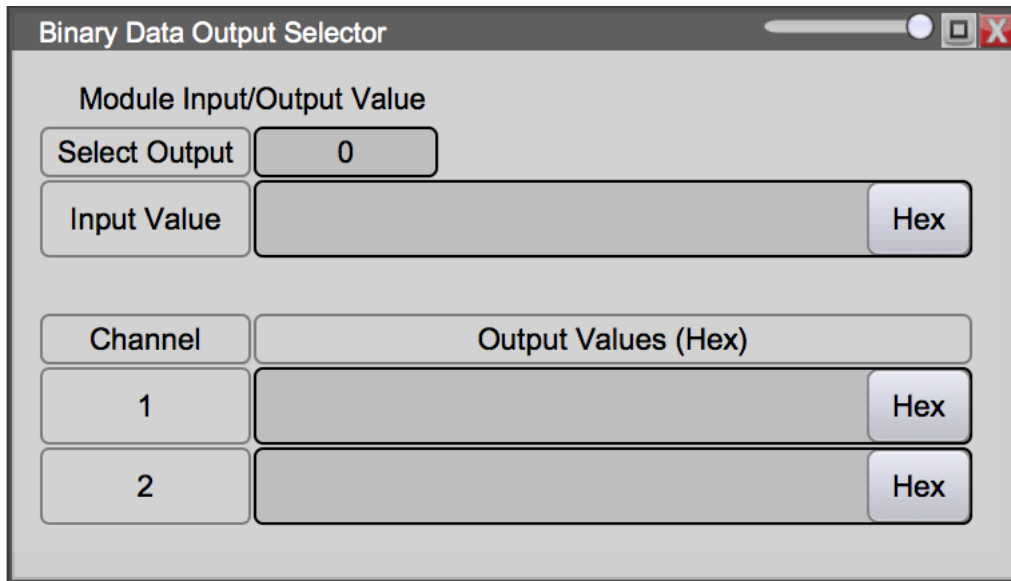 Binary Data Output Selector
X
Module Input/Output Value
Select Output 0
Input Value Hex
Channel Output Values (Hex)
1 Hex
2 Hex